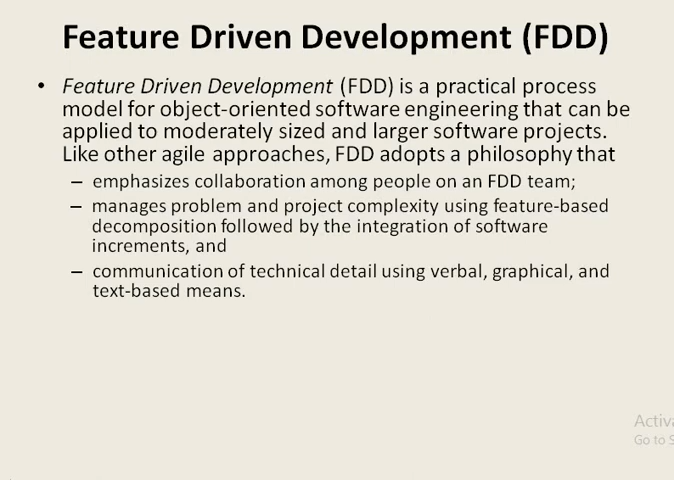 Feature Driven Development (FDD)
• Feature Driven Development (FDD) is a practical process
model for object-oriented software engineering that can be
applied to moderately sized and larger software projects.
Like other agile approaches, FDD adopts a philosophy that
– emphasizes collaboration among people on an FDD team;
– manages problem and project complexity using feature-based
decomposition followed by the integration of software
increments, and
– communication of technical detail using verbal, graphical, and
text-based means.
Activa
Go to S